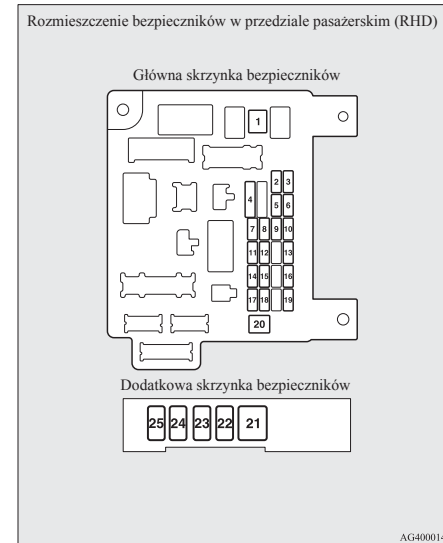 Rozmieszczenie bezpieczników w przedziale pasażerskim (RHD)
Główna skrzynka bezpieczników
1
2 3
4
5 6
7 8 9 10
11 12 13
14 15 16
17 18 19
20
Dodatkowa skrzynka bezpieczników
25 24 23 22 21